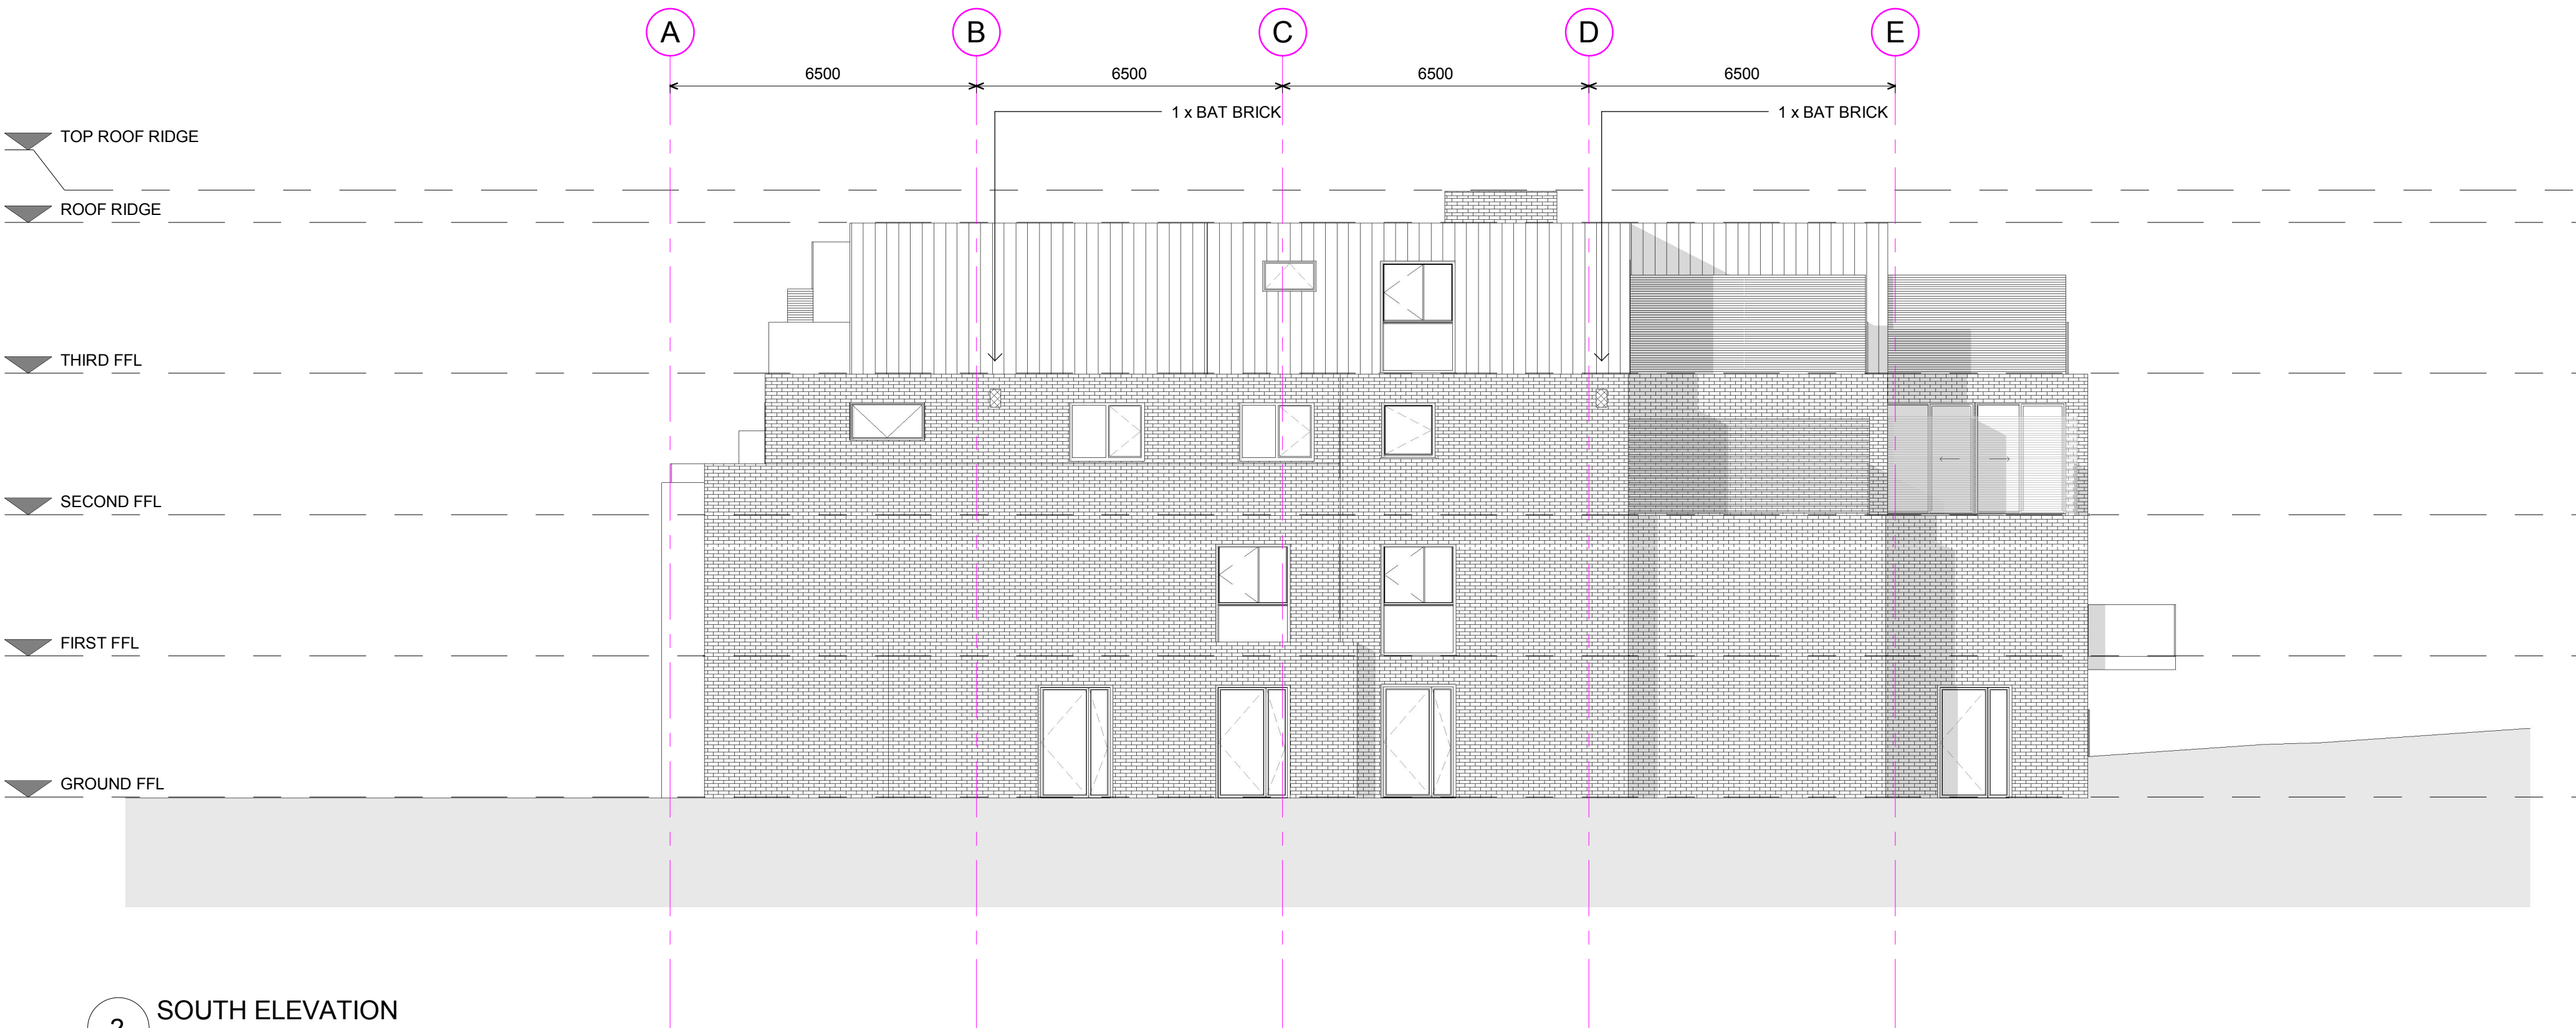 A B C D E
6500 6500 6500 6500
1 x BAT BRICK 1 x BAT BRICK
TOP ROOF RIDGE
ROOF RIDGE
THIRD FFL
SECOND FFL
FIRST FFL
GROUND FFL
SOUTH ELEVATION
2